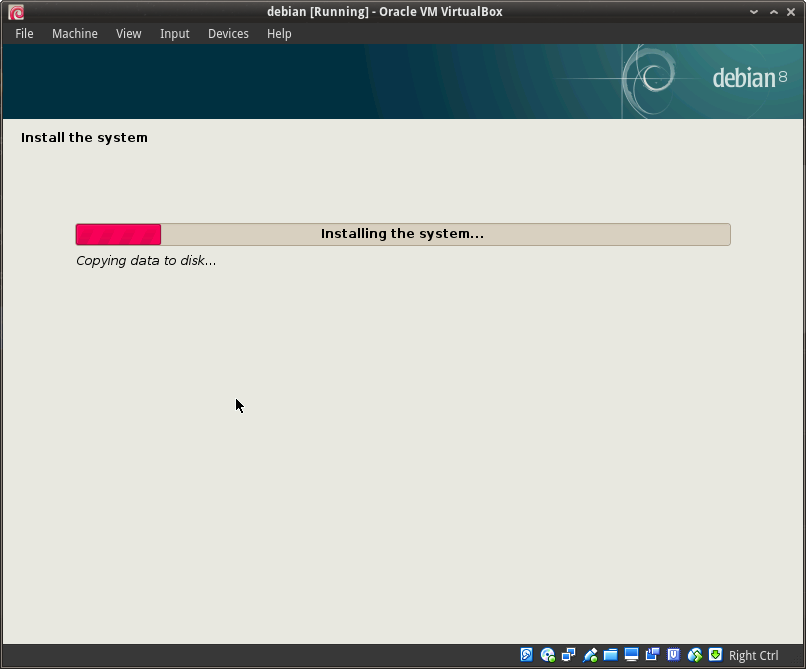 debian [Running] - Oracle VM VirtualBox
File Machine View Input Devices Help
debian 8
Install the system
Installing the system...
Copying data to disk...
Right Ctrl